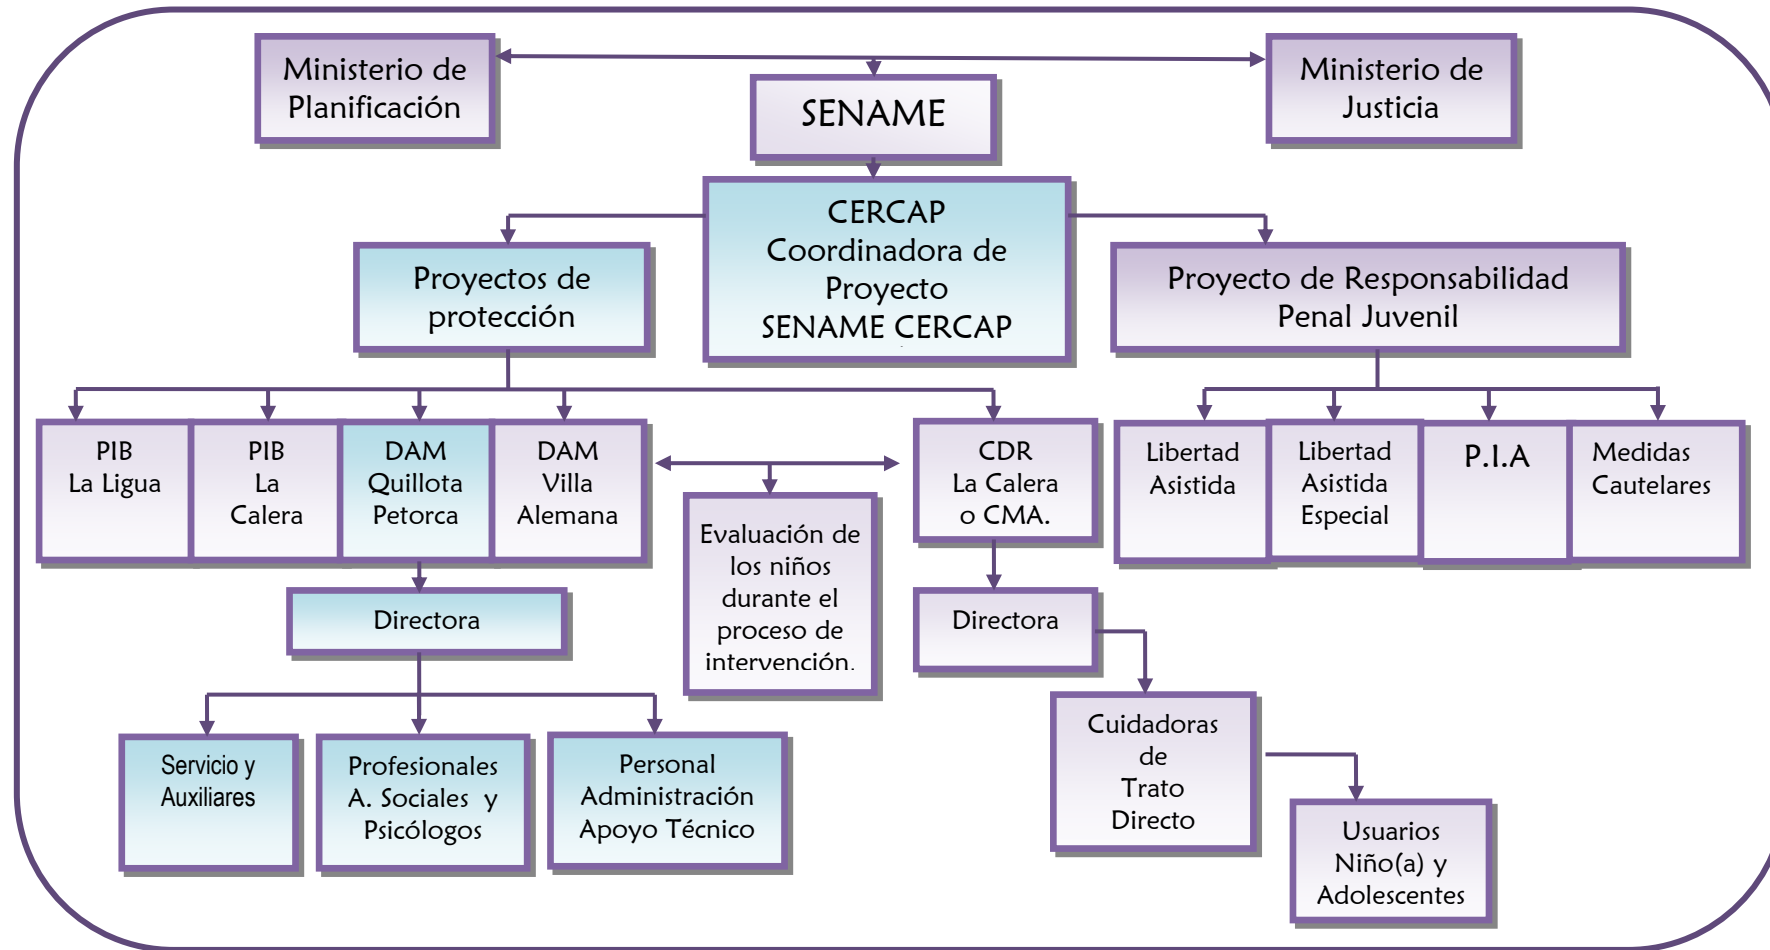 Ministerio de
Planificación
Ministerio de
Justicia
SENAME
CERCAP
Coordinadora de
Proyecto
SENAME CERCAP
Proyectos de
protección
Proyecto de Responsabilidad
Penal Juvenil
PIB
La Ligua
PIB
La
Calera
DAM
Quillota
Petorca
DAM
Villa
Alemana
Evaluación de
los niños
durante el
proceso de
intervención.
CDR
La Calera
o CMA.
Libertad
Asistida
Libertad
Asistida
Especial
P.I.A
Medidas
Cautelares
Directora
Directora
Servicio y
Auxiliares
Profesionales
A. Sociales y
Psicólogos
Personal
Administración
Apoyo Técnico
Cuidadoras
de
Trato
Directo
Usuarios
Niño(a) y
Adolescentes